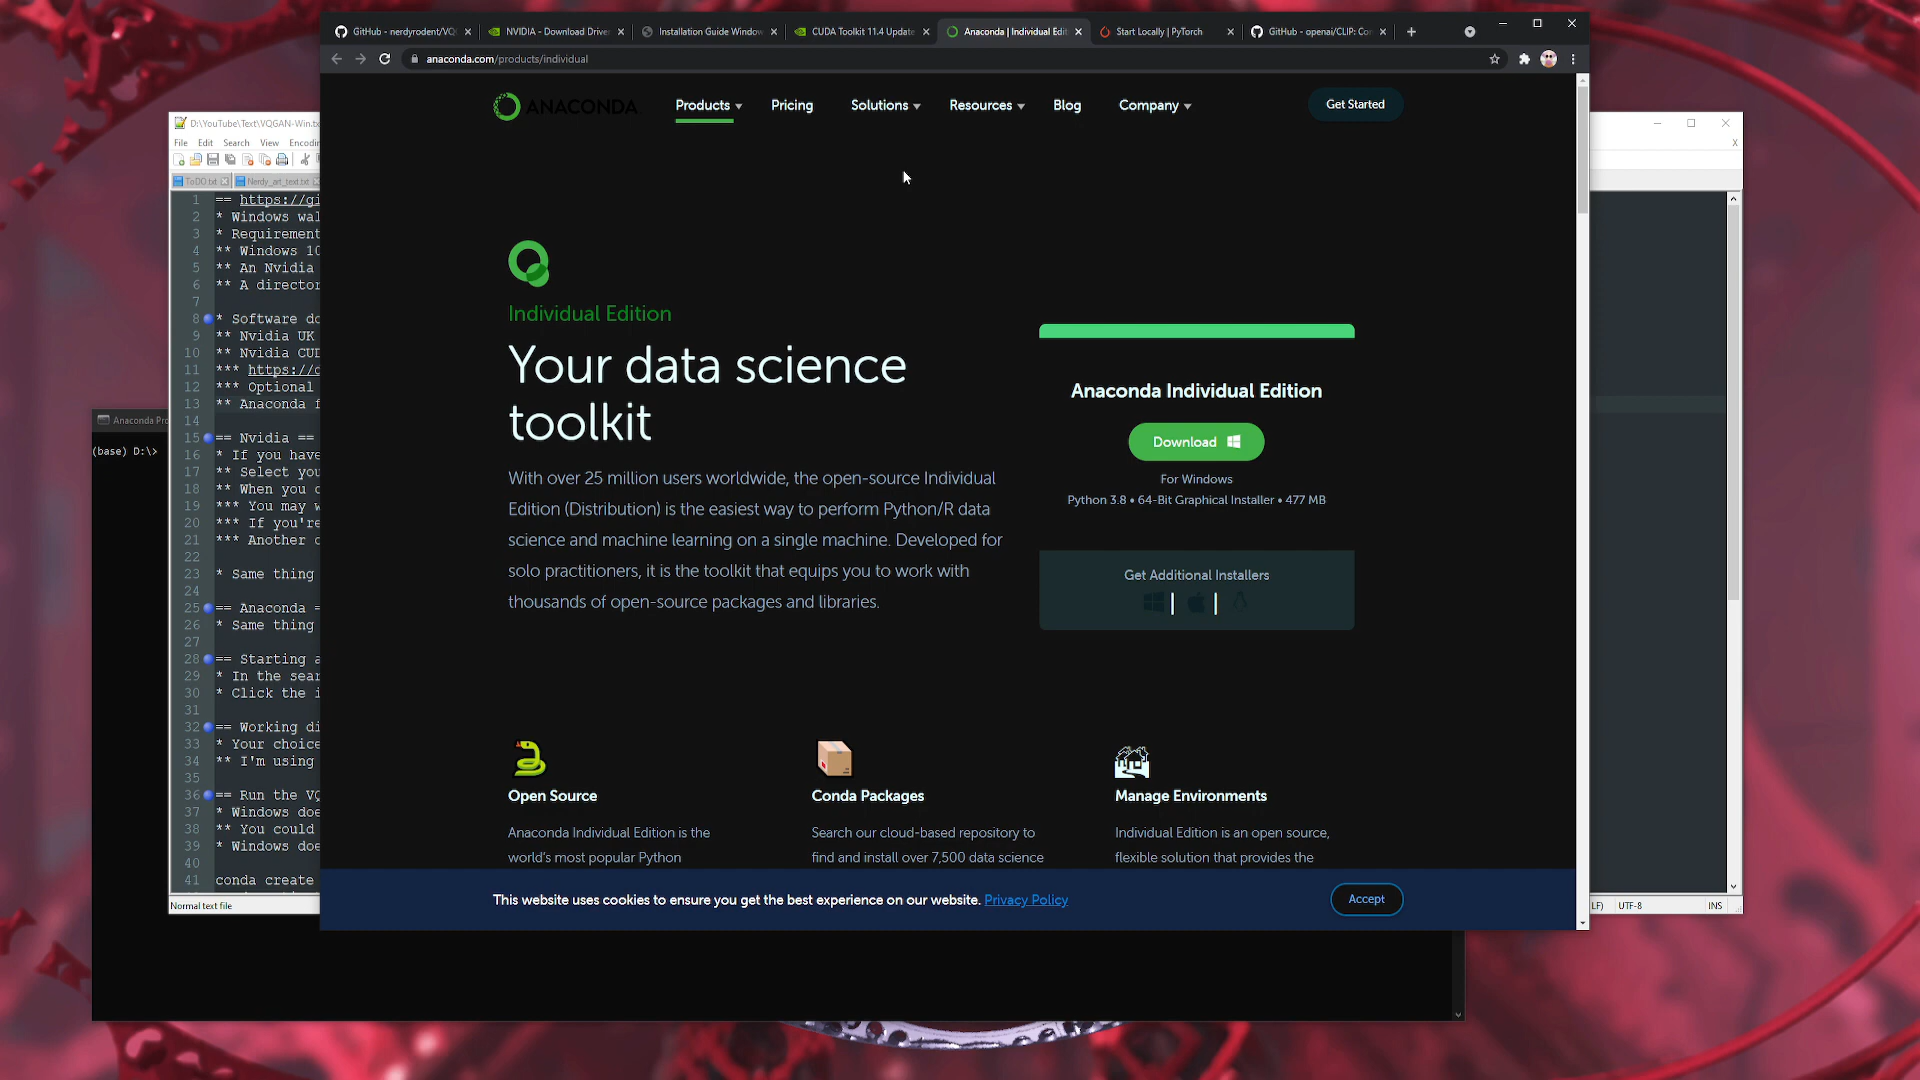 GitHub - nerdyrodent/VQ
NVIDIA - Download Drive
Installation Guide Window
CUDA Toolkit 11.4 Update
Anaconda | Individual Edit
Start Locally | PyTorch
GitHub - openai/CLIP: Co
anaconda.com/products/individual
ANACONDA.
Products
Pricing
Solutions
Resources
Blog
Company
Get Started
Individual Edition
Your data science
toolkit
With over 25 million users worldwide, the open-source Individual
Edition (Distribution) is the easiest way to perform Python/R data
science and machine learning on a single machine. Developed for
solo practitioners, it is the toolkit that equips you to work with
thousands of open-source packages and libraries.
Anaconda Individual Edition
Download
For Windows
Python 3.8 • 64-Bit Graphical Installer • 477 MB
Get Additional Installers
Open Source
Anaconda Individual Edition is the
world's most popular Python
Conda Packages
Search our cloud-based repository to
find and install over 7,500 data science
Manage Environments
Individual Edition is an open source,
flexible solution that provides the
This website uses cookies to ensure you get the best experience on our website. Privacy Policy
Accept
D:\YouTube\Text\VQGAN-Win.tx
File Edit Search View Encodin
ToDO.txt
Nerdy_art_text.txt
1 == https://gi
2 * Windows wal
3 * Requirement
4 ** Windows 10
5 ** An Nvidia
6 ** A director
7
8 * Software do
9 ** Nvidia UK
10 ** Nvidia CUD
11 *** https://d
12 *** Optional
13 ** Anaconda f
14
15 == Nvidia ==
16 * If you have
17 ** Select you
18 ** When you c
19 *** You may w
20 *** If you're
21 *** Another o
22
23 * Same thing
24
25 == Anaconda =
26 * Same thing
27
28 == Starting a
29 * In the sear
30 * Click the i
31
32 == Working di
33 * Your choice
34 ** I'm using
35
36 == Run the VQ
37 * Windows doe
38 ** You could
39 * Windows doe
40
41 conda create
Normal text file
LF) UTF-8 INS
Anaconda Pro
(base) D:\>